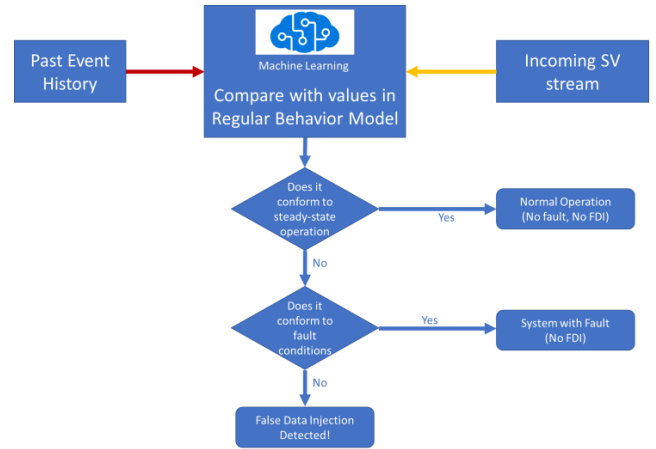 Past Event
History
Machine Learning
Compare with values in
Regular Behavior Model
Incoming SV
stream
Does it
conform to
steady-state
operation
Yes
Normal Operation
(No fault, No FDI)
No
Does it
conform to
fault
conditions
Yes
System with Fault
(No FDI)
No
False Data Injection
Detected!